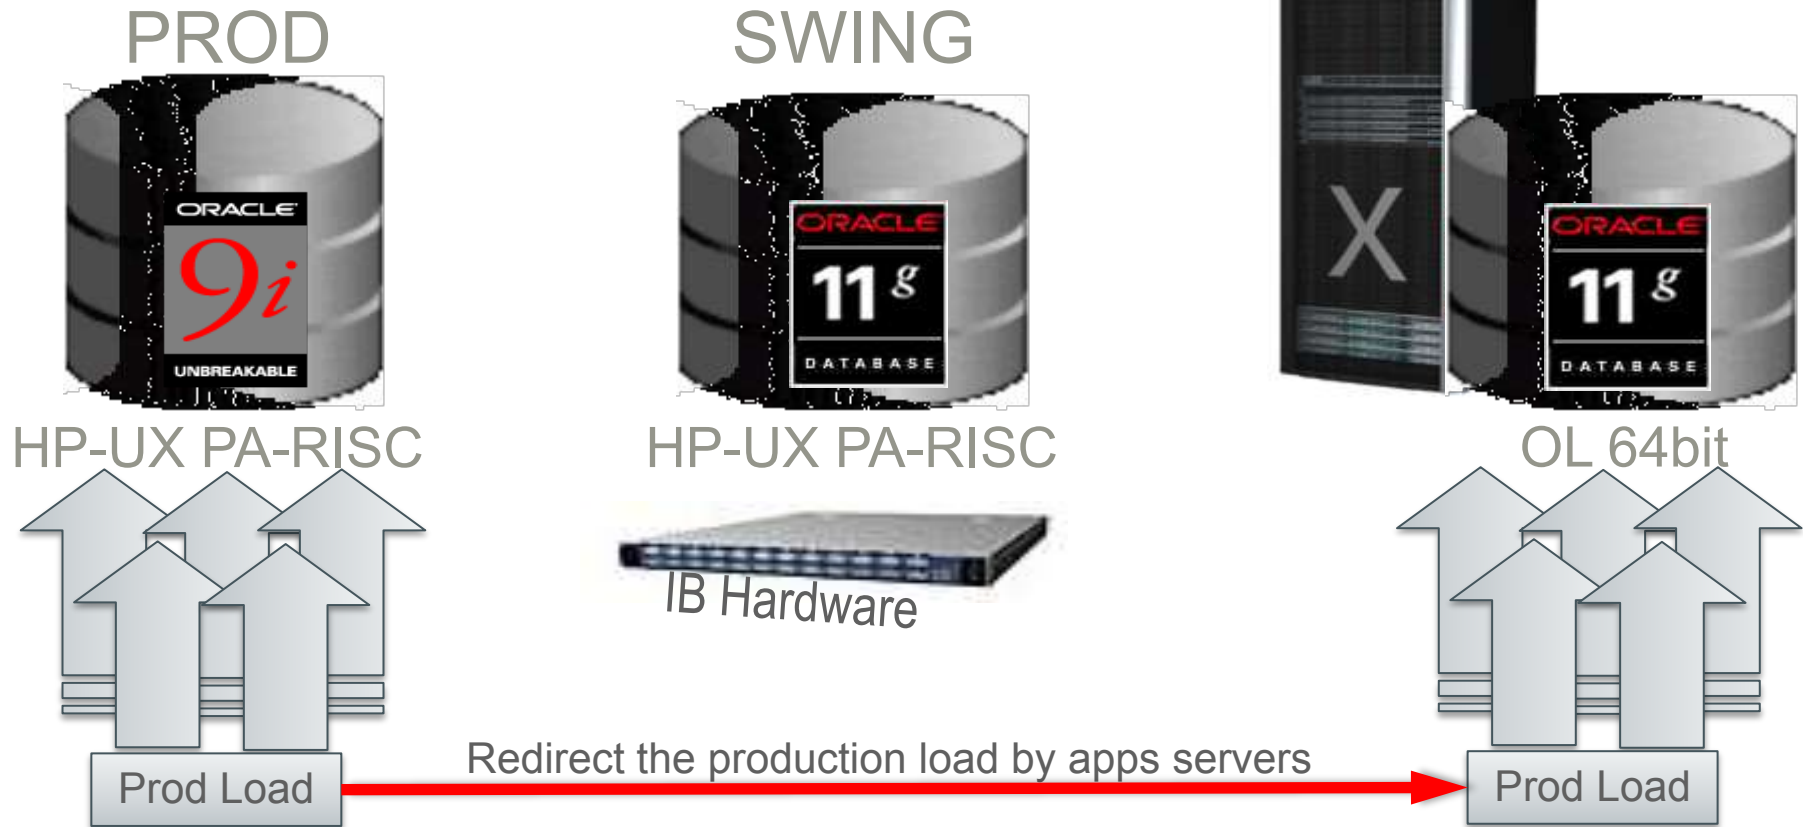 PROD
SWING
ORACLE
9i
UNBREAKABLE
ORACLE
11g
DATABASE
X
ORACLE
11g
DATABASE
HP-UX PA-RISC
HP-UX PA-RISC
OL 64bit
IB Hardware
Redirect the production load by apps servers
Prod Load
Prod Load